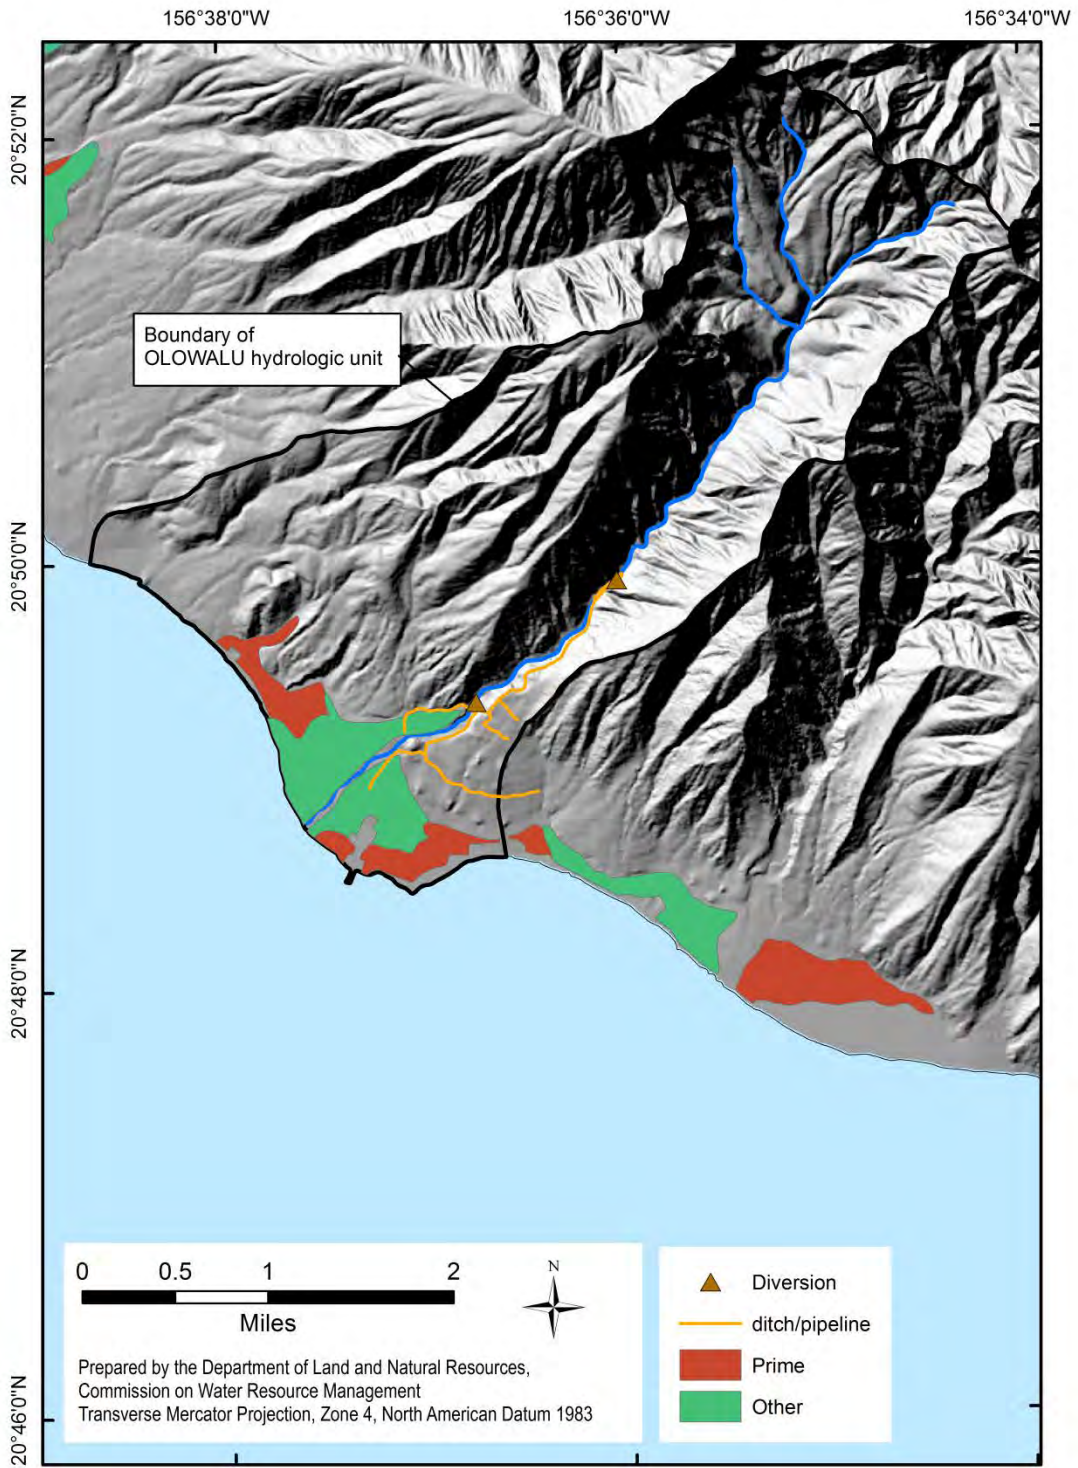 156°38'0"W
156°36'0"W
156°34'0"W
20°52'0"N
Boundary of
OLOWALU hydrologic unit
20°50'0"N
20°48'0"N
0 0.5 1 2
Miles
N
Prepared by the Department of Land and Natural Resources,
Commission on Water Resource Management
Transverse Mercator Projection, Zone 4, North American Datum 1983
Diversion
ditch/pipeline
Prime
Other
20°46'0"N